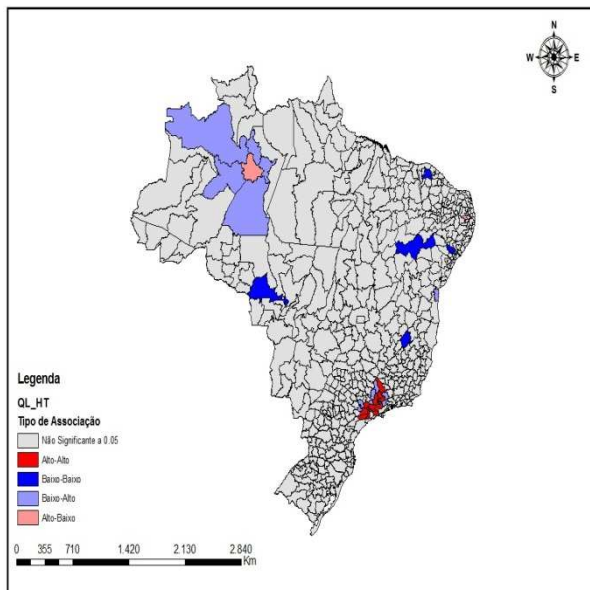 N
W E
S
Legenda
QL_HT
Tipo de Associação
Não Significante a 0.05
Alto-Alto
Baixo-Baixo
Baixo-Alto
Alto-Baixo
0 355 710 1.420 2.130 2.840
Km